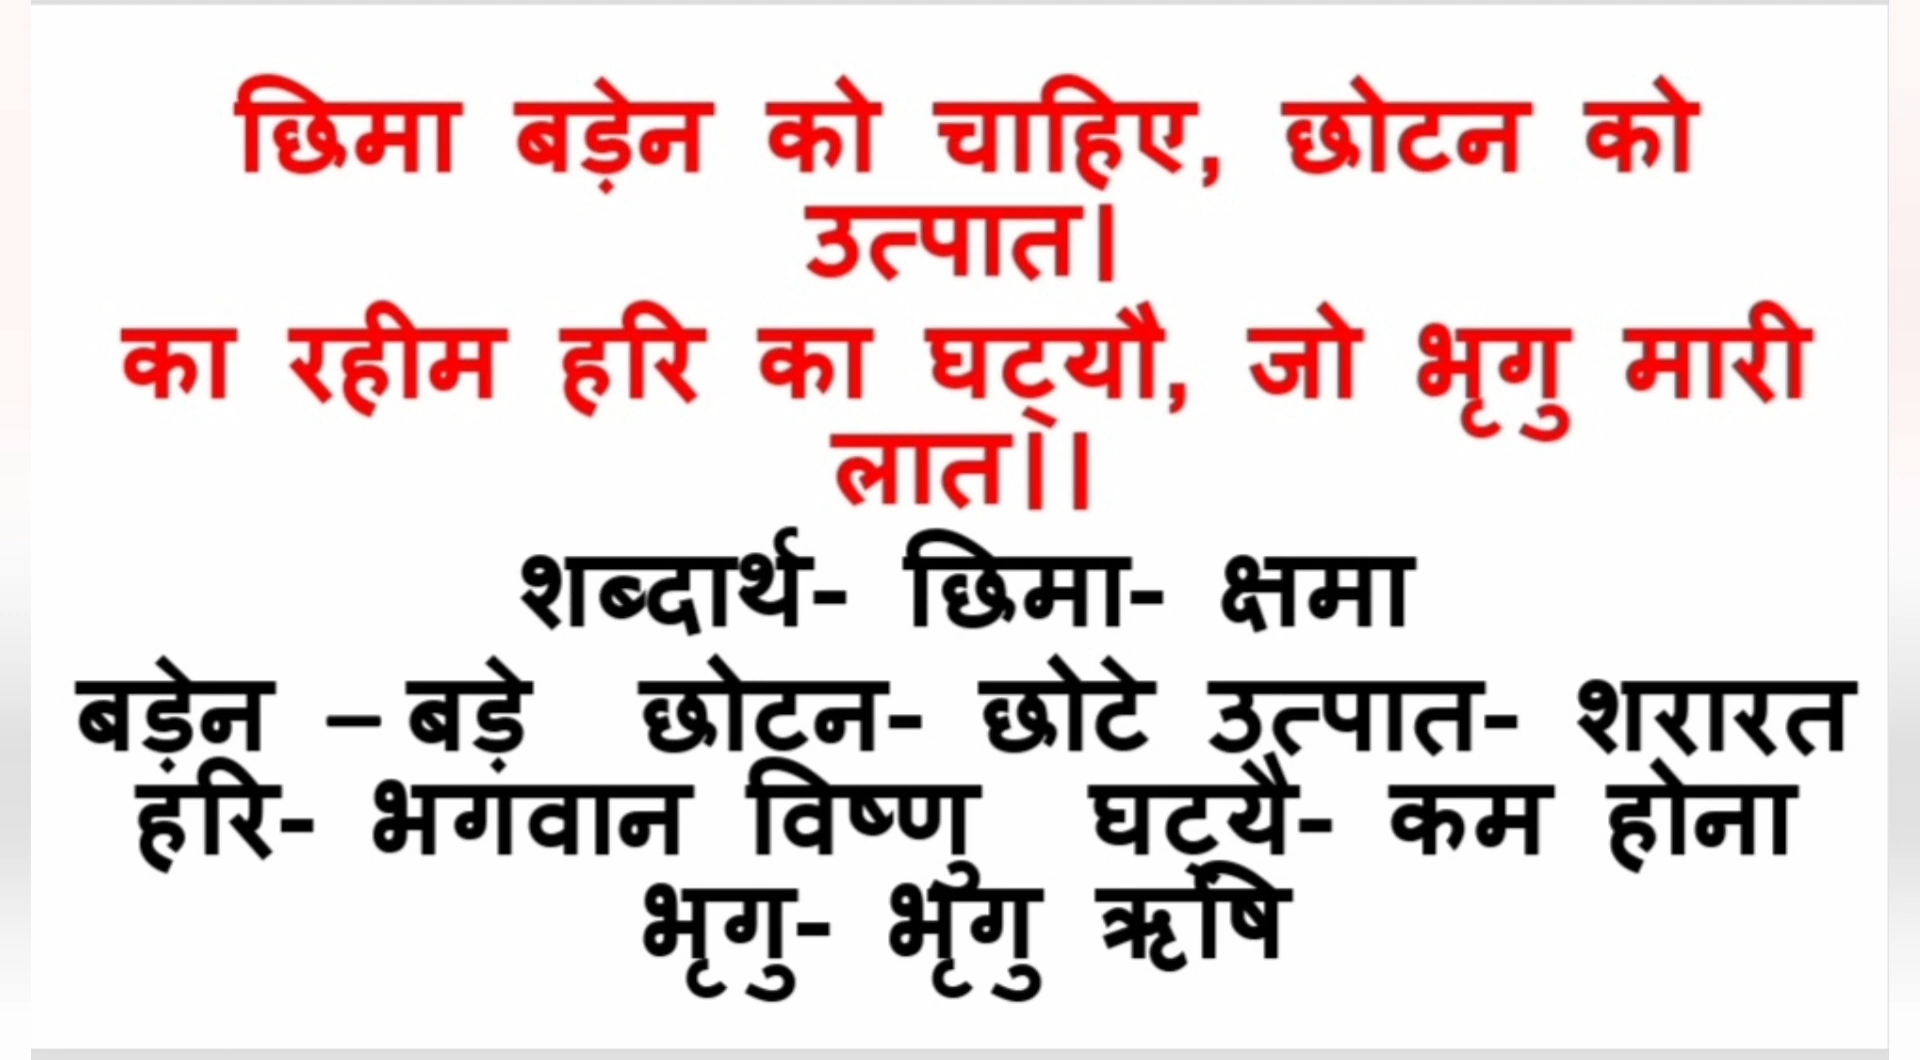 छिमा बड़ेन को चाहिए, छोटन को
उत्पात।
का रहीम हरि का घट्यौ, जो भृगु मारी
लात।।
शब्दार्थ- छिमा- क्षमा
बड़ेन – बड़े छोटन- छोटे उत्पात- शरारत
हरि- भगवान विष्णु घट्यै- कम होना
भृगु- भृगु ऋषि